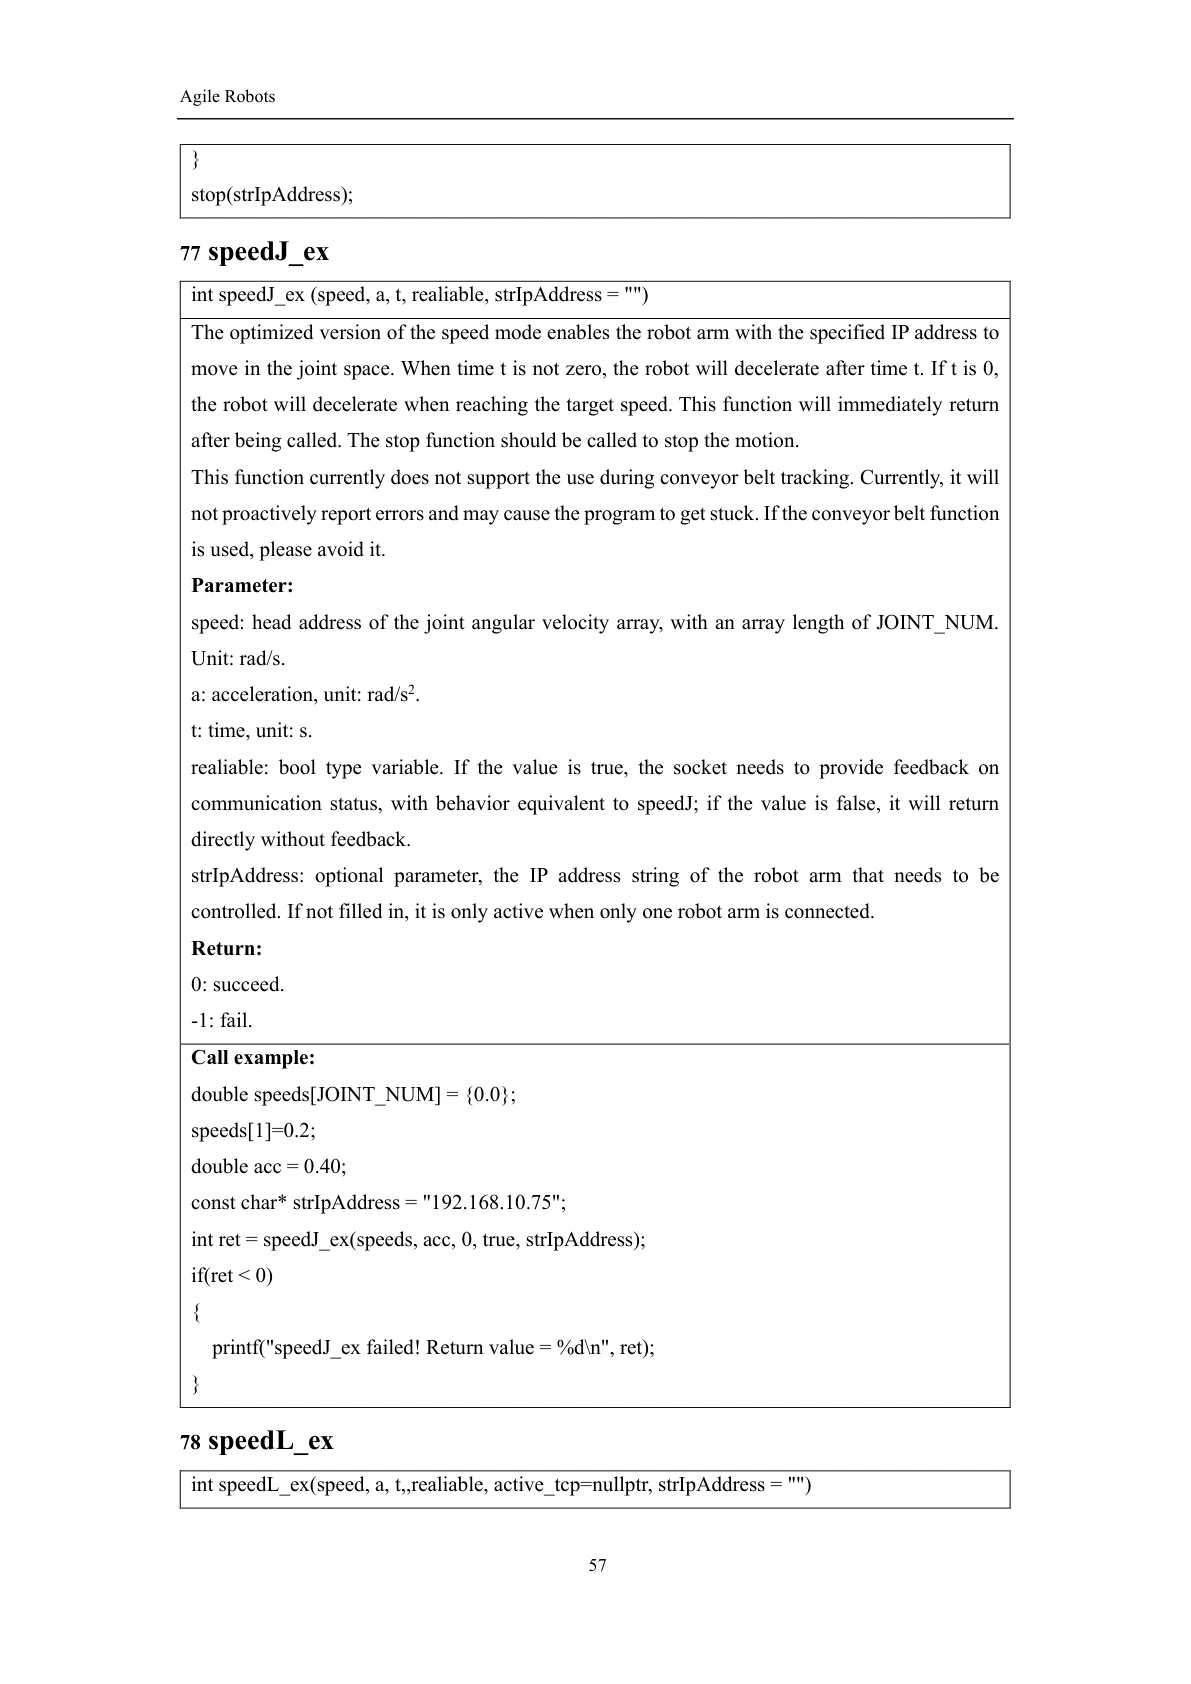 Agile Robots
}
stop(strIpAddress);
77 speedJ_ex
int speedJ_ex (speed, a, t, realiable, strIpAddress = "")
The optimized version of the speed mode enables the robot arm with the specified IP address to
move in the joint space. When time t is not zero, the robot will decelerate after time t. If t is 0,
the robot will decelerate when reaching the target speed. This function will immediately return
after being called. The stop function should be called to stop the motion.
This function currently does not support the use during conveyor belt tracking. Currently, it will
not proactively report errors and may cause the program to get stuck. If the conveyor belt function
is used, please avoid it.
Parameter:
speed: head address of the joint angular velocity array, with an array length of JOINT_NUM.
Unit: rad/s.
a: acceleration, unit: rad/s².
t: time, unit: s.
realiable: bool type variable. If the value is true, the socket needs to provide feedback on
communication status, with behavior equivalent to speedJ; if the value is false, it will return
directly without feedback.
strIpAddress: optional parameter, the IP address string of the robot arm that needs to be
controlled. If not filled in, it is only active when only one robot arm is connected.
Return:
0: succeed.
-1: fail.
Call example:
double speeds[JOINT_NUM] = {0.0};
speeds[1]=0.2;
double acc = 0.40;
const char* strIpAddress = "192.168.10.75";
int ret = speedJ_ex(speeds, acc, 0, true, strIpAddress);
if(ret < 0)
{
printf("speedJ_ex failed! Return value = %d\n", ret);
}
78 speedL_ex
int speedL_ex(speed, a, t,,realiable, active_tcp=nullptr, strIpAddress = "")
57